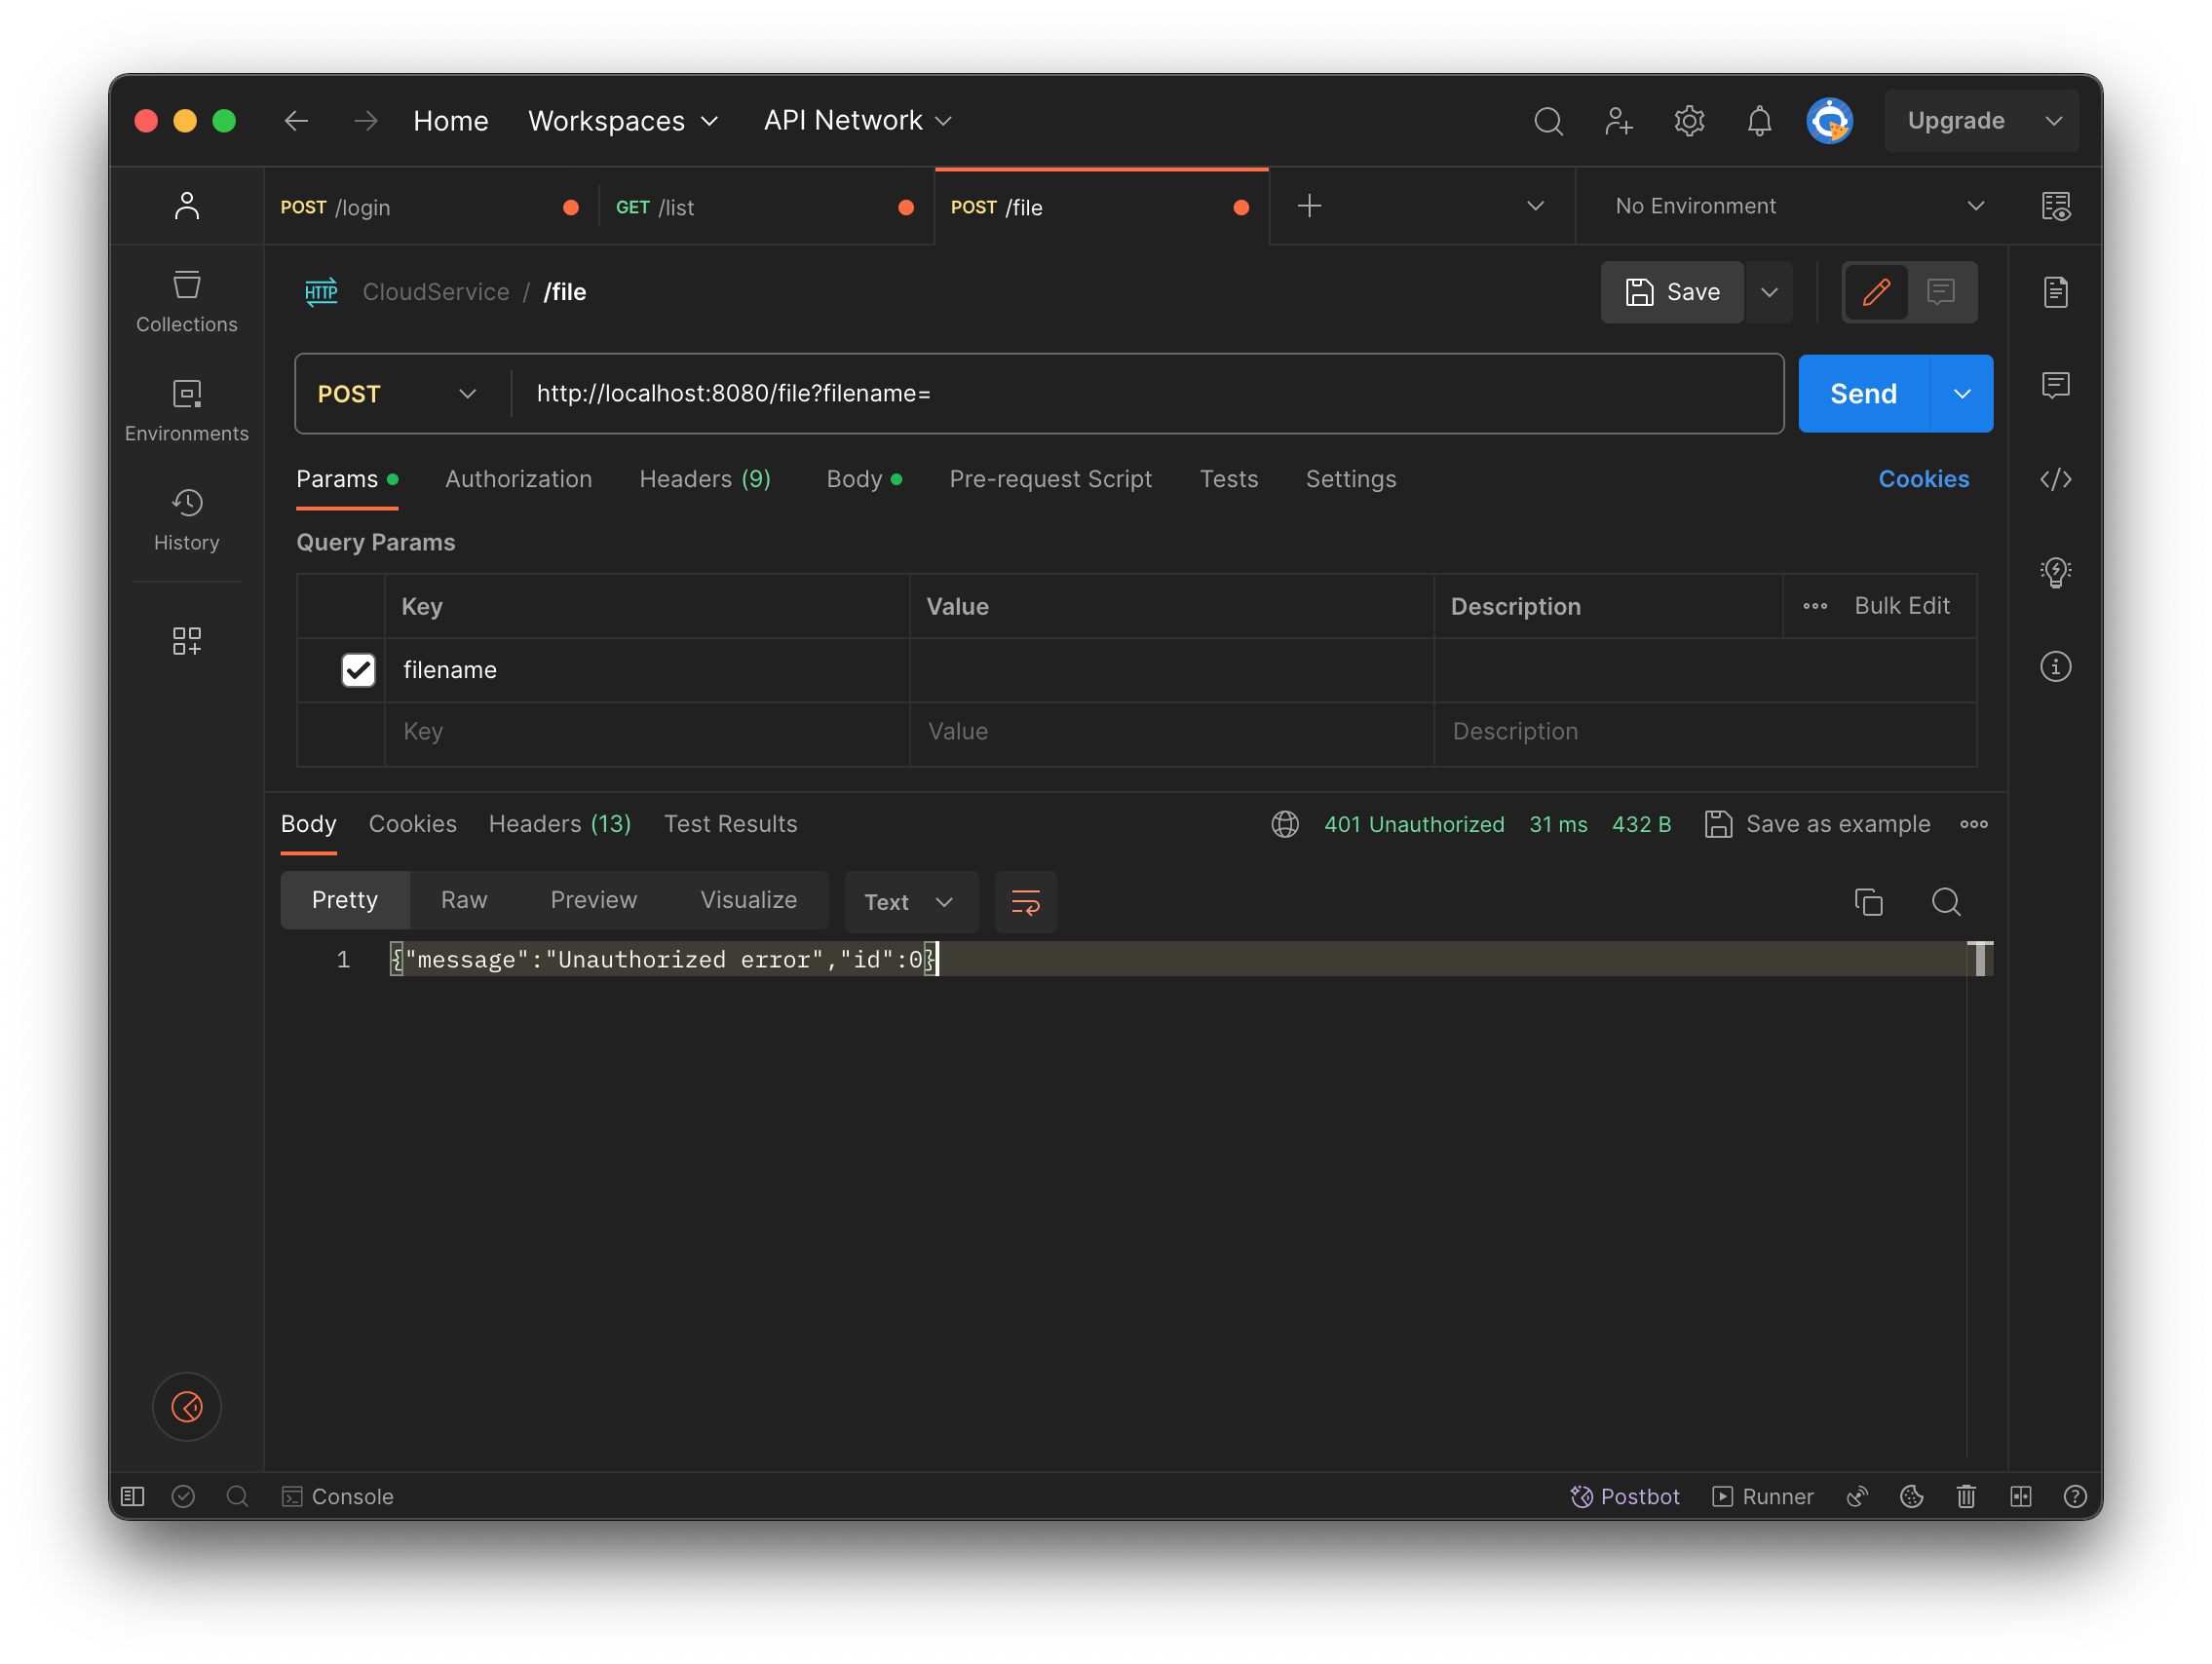 Home Workspaces API Network Upgrade
POST /login GET /list POST /file No Environment
HTTP CloudService / /file Save
Collections
Environments
History
POST http://localhost:8080/file?filename= Send
Params Authorization Headers (9) Body Pre-request Script Tests Settings Cookies
Query Params
Key Value Description Bulk Edit
filename
Key Value Description
Body Cookies Headers (13) Test Results 401 Unauthorized 31 ms 432 B Save as example
Pretty Raw Preview Visualize Text
1 {"message":"Unauthorized error","id":0}
Console Postbot Runner